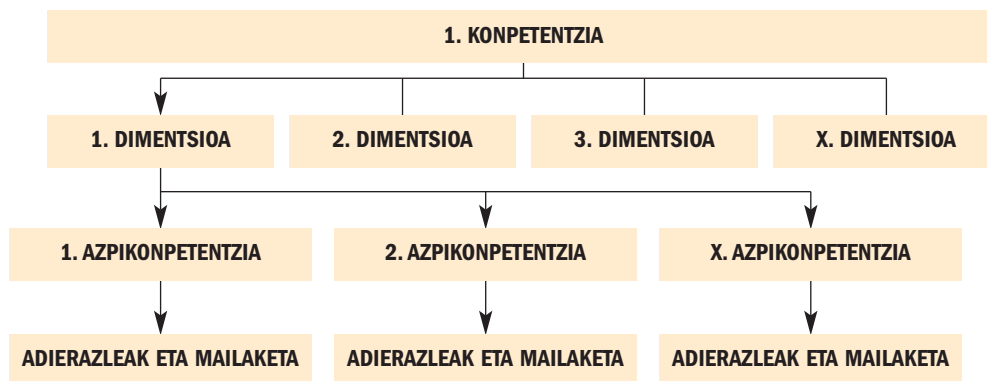 1. KONPETENTZIA
1. DIMENTSIOA
2. DIMENTSIOA
3. DIMENTSIOA
X. DIMENTSIOA
1. AZPIKONPETENTZIA
2. AZPIKONPETENTZIA
X. AZPIKONPETENTZIA
ADIERAZLEAK ETA MAILAKETA
ADIERAZLEAK ETA MAILAKETA
ADIERAZLEAK ETA MAILAKETA